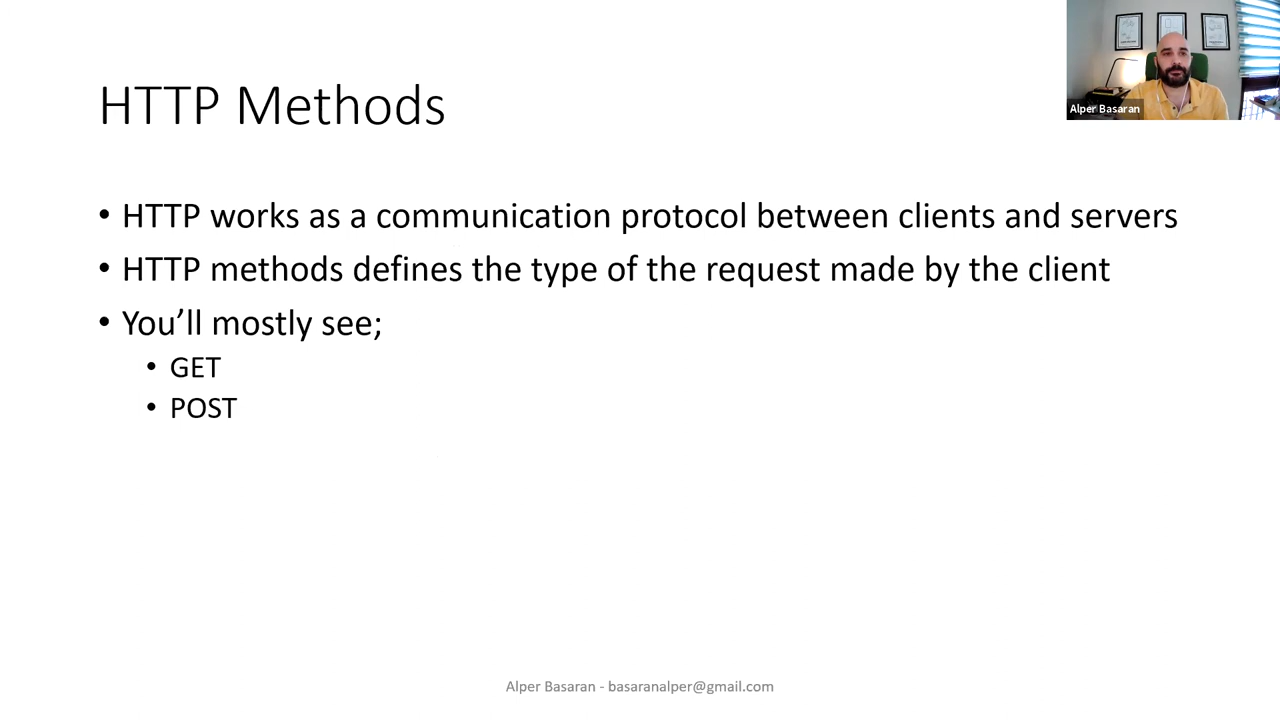 Alper Basaran
HTTP Methods
• HTTP works as a communication protocol between clients and servers
• HTTP methods defines the type of the request made by the client
• You’ll mostly see;
• GET
• POST
Alper Basaran - basaranalper@gmail.com